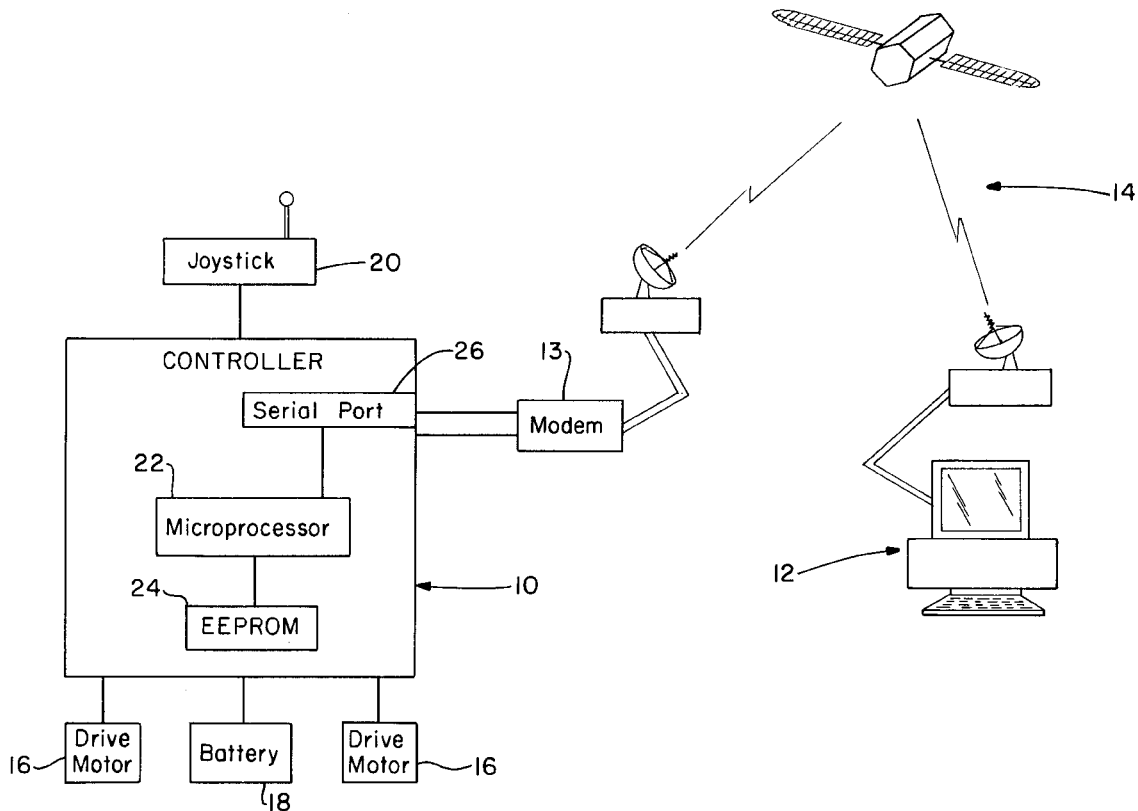 14
Joystick
20
CONTROLLER
26
13
Serial Port
Modem
22
Microprocessor
12
10
24
EEPROM
Drive
Motor
16
Battery
18
Drive
Motor
16